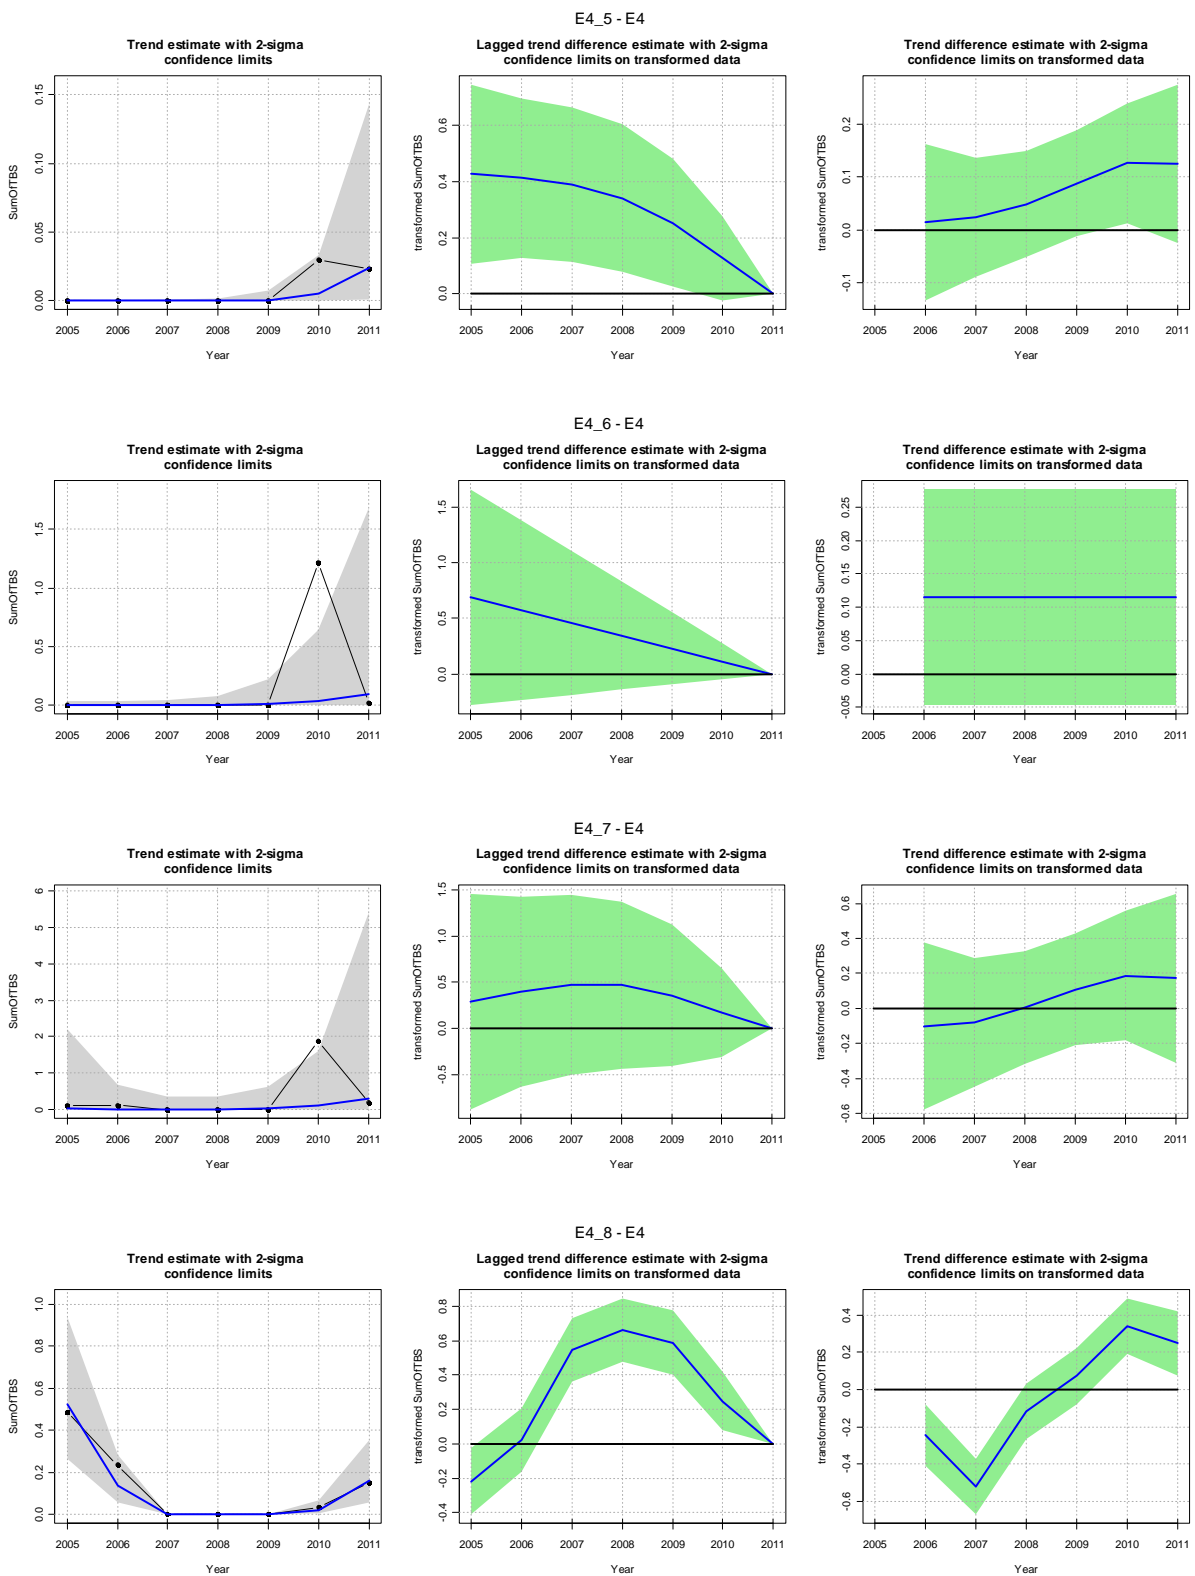 E4_5 - E4
Trend estimate with 2-sigma
confidence limits
SumOfTBS
0.00
0.05
0.10
0.15
2005 2006 2007 2008 2009 2010 2011
Year
Lagged trend difference estimate with 2-sigma
confidence limits on transformed data
transformed SumOfTBS
0.0
0.2
0.4
0.6
2005 2006 2007 2008 2009 2010 2011
Year
Trend difference estimate with 2-sigma
confidence limits on transformed data
transformed SumOfTBS
-0.1
0.0
0.1
0.2
2005 2006 2007 2008 2009 2010 2011
Year
E4_6 - E4
Trend estimate with 2-sigma
confidence limits
SumOfTBS
0.0
0.5
1.0
1.5
2005 2006 2007 2008 2009 2010 2011
Year
Lagged trend difference estimate with 2-sigma
confidence limits on transformed data
transformed SumOfTBS
0.0
0.5
1.0
1.5
2005 2006 2007 2008 2009 2010 2011
Year
Trend difference estimate with 2-sigma
confidence limits on transformed data
transformed SumOfTBS
-0.05
0.00
0.05
0.10
0.15
0.20
0.25
2005 2006 2007 2008 2009 2010 2011
Year
E4_7 - E4
Trend estimate with 2-sigma
confidence limits
SumOfTBS
0
1
2
3
4
5
6
2005 2006 2007 2008 2009 2010 2011
Year
Lagged trend difference estimate with 2-sigma
confidence limits on transformed data
transformed SumOfTBS
-0.5
0.0
0.5
1.0
1.5
2005 2006 2007 2008 2009 2010 2011
Year
Trend difference estimate with 2-sigma
confidence limits on transformed data
transformed SumOfTBS
-0.6
-0.4
-0.2
0.0
0.2
0.4
0.6
2005 2006 2007 2008 2009 2010 2011
Year
E4_8 - E4
Trend estimate with 2-sigma
confidence limits
SumOfTBS
0.0
0.2
0.4
0.6
0.8
1.0
2005 2006 2007 2008 2009 2010 2011
Year
Lagged trend difference estimate with 2-sigma
confidence limits on transformed data
transformed SumOfTBS
-0.4
-0.2
0.0
0.2
0.4
0.6
0.8
2005 2006 2007 2008 2009 2010 2011
Year
Trend difference estimate with 2-sigma
confidence limits on transformed data
transformed SumOfTBS
-0.6
-0.4
-0.2
0.0
0.2
0.4
2005 2006 2007 2008 2009 2010 2011
Year